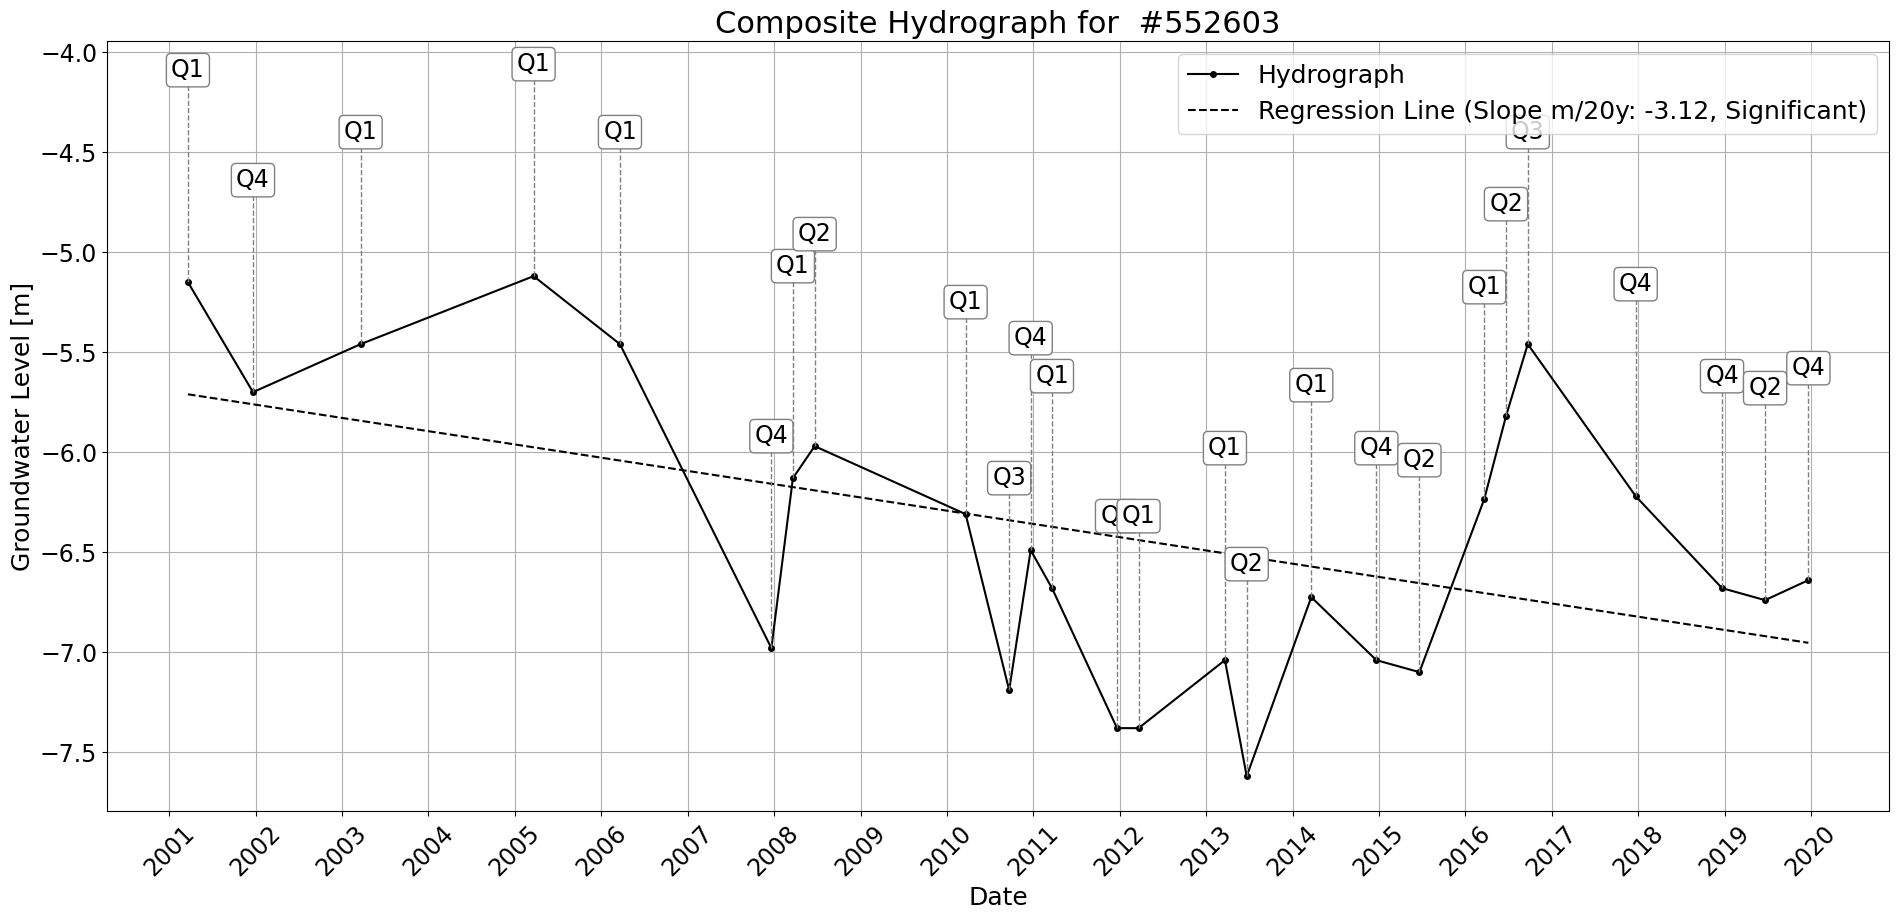 Composite Hydrograph for  #552603
Hydrograph
Regression Line (Slope m/20y: -3.12, Significant)
Groundwater Level [m]
−4.0
−4.5
−5.0
−5.5
−6.0
−6.5
−7.0
−7.5
Q1
Q4
Q1
Q1
Q1
Q4
Q1
Q2
Q1
Q3
Q4
Q1
Q
Q1
Q1
Q2
Q1
Q4
Q2
Q1
Q2
Q3
Q4
Q4
Q2
Q4
2001
2002
2003
2004
2005
2006
2007
2008
2009
2010
2011
2012
2013
2014
2015
2016
2017
2018
2019
2020
Date